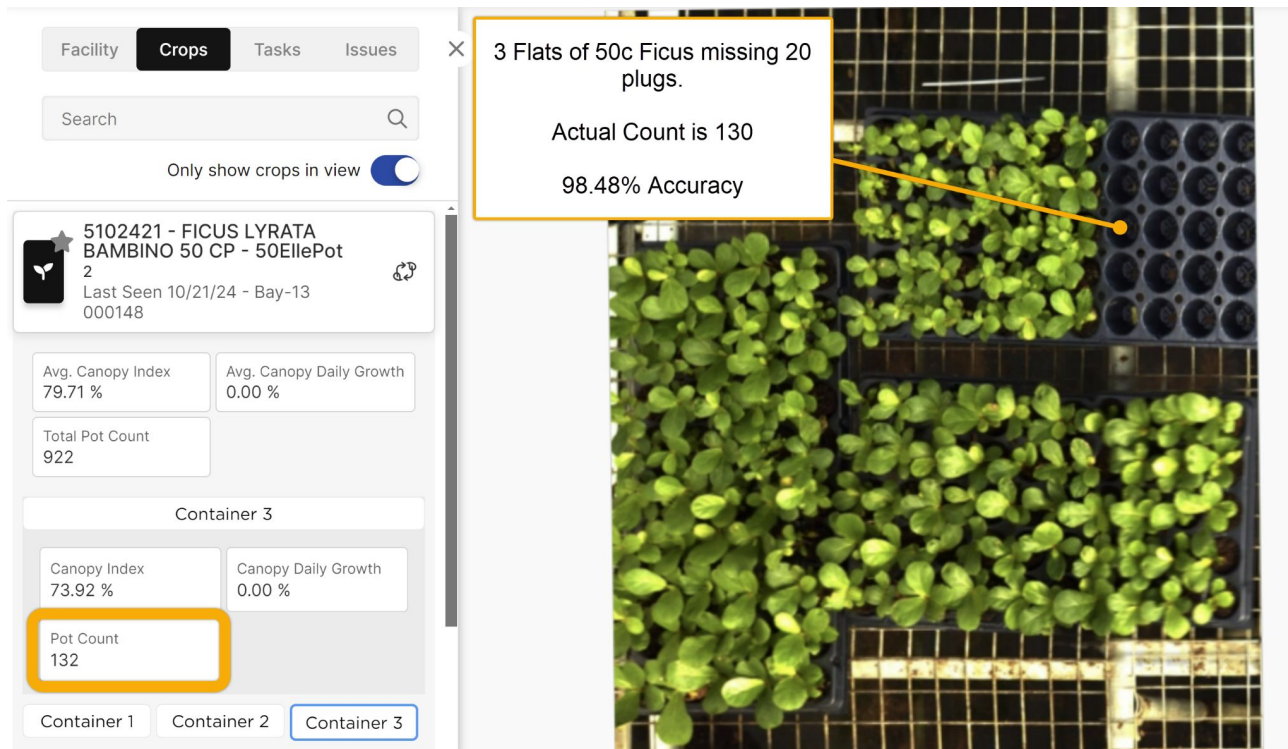 Facility Crops Tasks Issues
Search
Only show crops in view
5102421 - FICUS LYRATA
BAMBINO 50 CP - 50EllePot
2
Last Seen 10/21/24 - Bay-13
000148
Avg. Canopy Index
79.71 %
Avg. Canopy Daily Growth
0.00 %
Total Pot Count
922
Container 3
Canopy Index
73.92 %
Canopy Daily Growth
0.00 %
Pot Count
132
Container 1 Container 2 Container 3
3 Flats of 50c Ficus missing 20
plugs.
Actual Count is 130
98.48% Accuracy